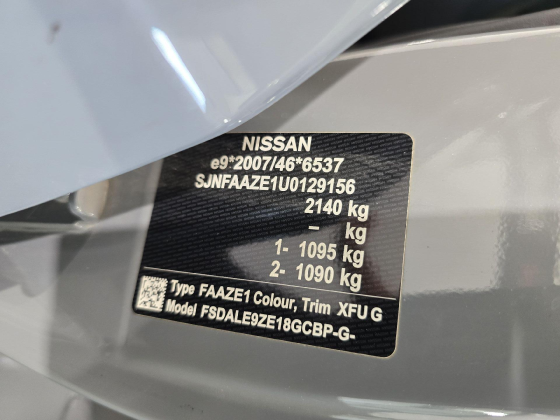 NISSAN
e9*2007/46*6537
SJNFAAZE1U0129156
2140 kg
– kg
1- 1095 kg
2- 1090 kg
Type FAAZE1 Colour, Trim XFU G
Model FSDALE9ZE18GCBP-G-